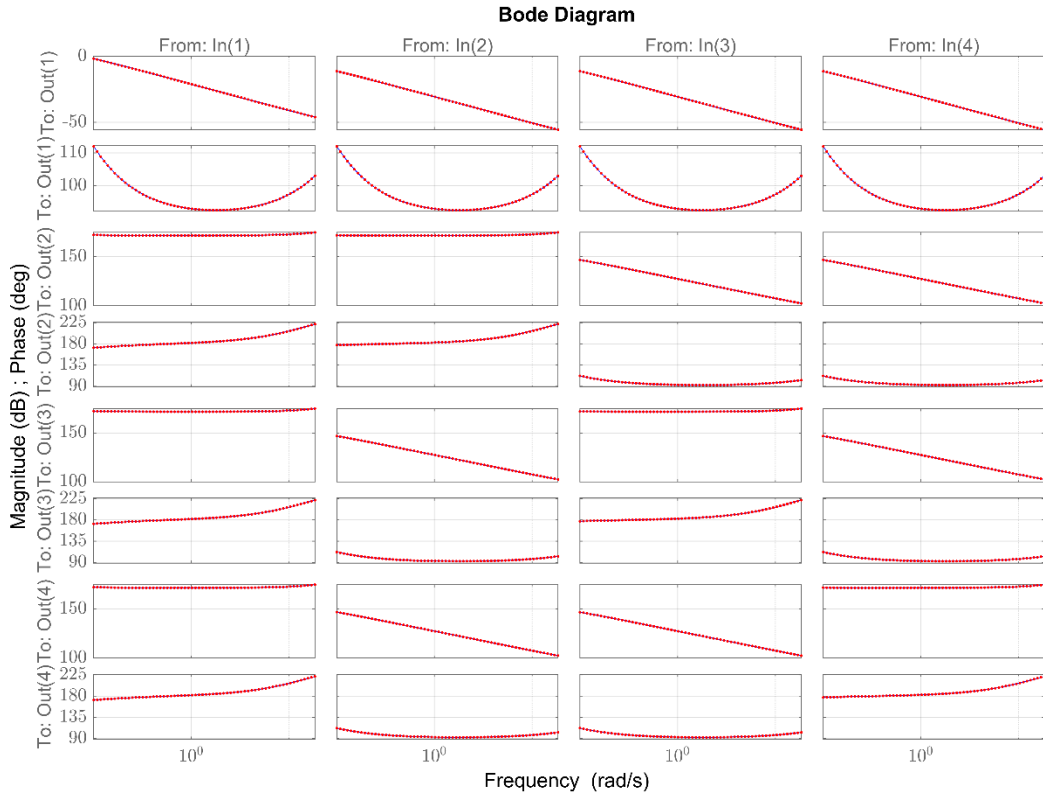 Bode Diagram
From: In(1) From: In(2) From: In(3) From: In(4)
Magnitude (dB) ; Phase (deg)
To: Out(1)
0
-50
To: Out(1)
110
100
To: Out(2)
150
100
To: Out(2)
225
180
135
90
To: Out(3)
150
100
To: Out(3)
225
180
135
90
To: Out(4)
150
100
To: Out(4)
225
180
135
90
10⁰ 10⁰ 10⁰ 10⁰
Frequency (rad/s)